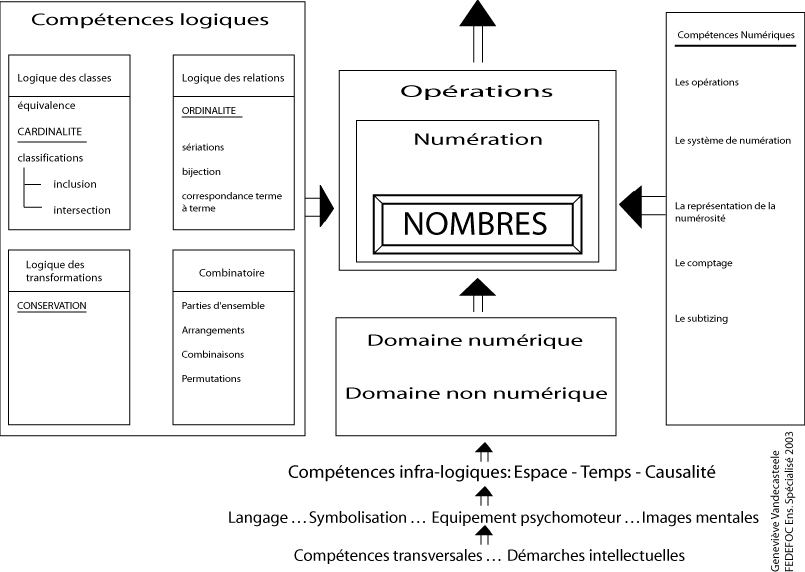 Compétences logiques
Logique des classes
équivalence
CARDINALITE
classifications
inclusion
intersection
Logique des relations
ORDINALITE
sériations
bijection
correspondance terme
à terme
Logique des
transformations
CONSERVATION
Combinatoire
Parties d'ensemble
Arrangements
Combinaisons
Permutations
Opérations
Numération
NOMBRES
Domaine numérique
Domaine non numérique
Compétences Numériques
Les opérations
Le système de numération
La représentation de la
numérosité
Le comptage
Le subtizing
Compétences infra-logiques: Espace - Temps - Causalité
Langage ... Symbolisation ... Equipement psychomoteur ... Images mentales
Compétences transversales ... Démarches intellectuelles
Geneviève Vandecasteele
FEDEFOC Ens. Spécialisé 2003